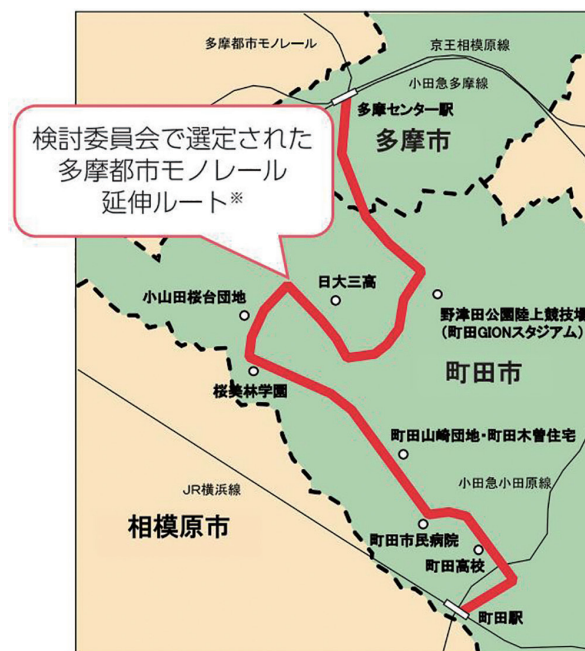 多摩都市モノレール
京王相模原線
小田急多摩線
多摩センター駅
多摩市
検討委員会で選定された
多摩都市モノレール
延伸ルート※
日大三高
小山田桜台団地
野津田公園陸上競技場
(町田GIONスタジアム)
町田市
桜美林学園
町田山崎団地・町田木曽住宅
小田急小田原線
JR横浜線
相模原市
町田市民病院
町田高校
町田駅